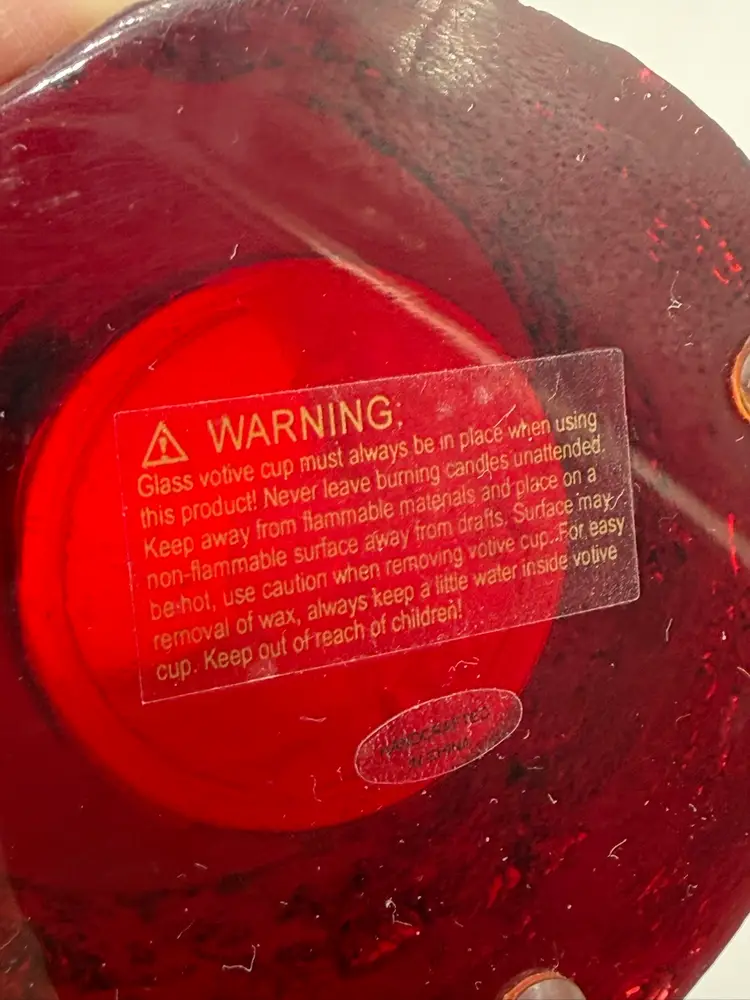 WARNING:
Glass votive cup must always be in place when using
this product! Never leave burning candles unattended.
Keep away from flammable materials and place on a
non-flammable surface away from drafts. Surface may
be hot, use caution when removing votive cup. For easy
removal of wax, always keep a little water inside votive
cup. Keep out of reach of children!
HANDCRAFTED
IN CHINA